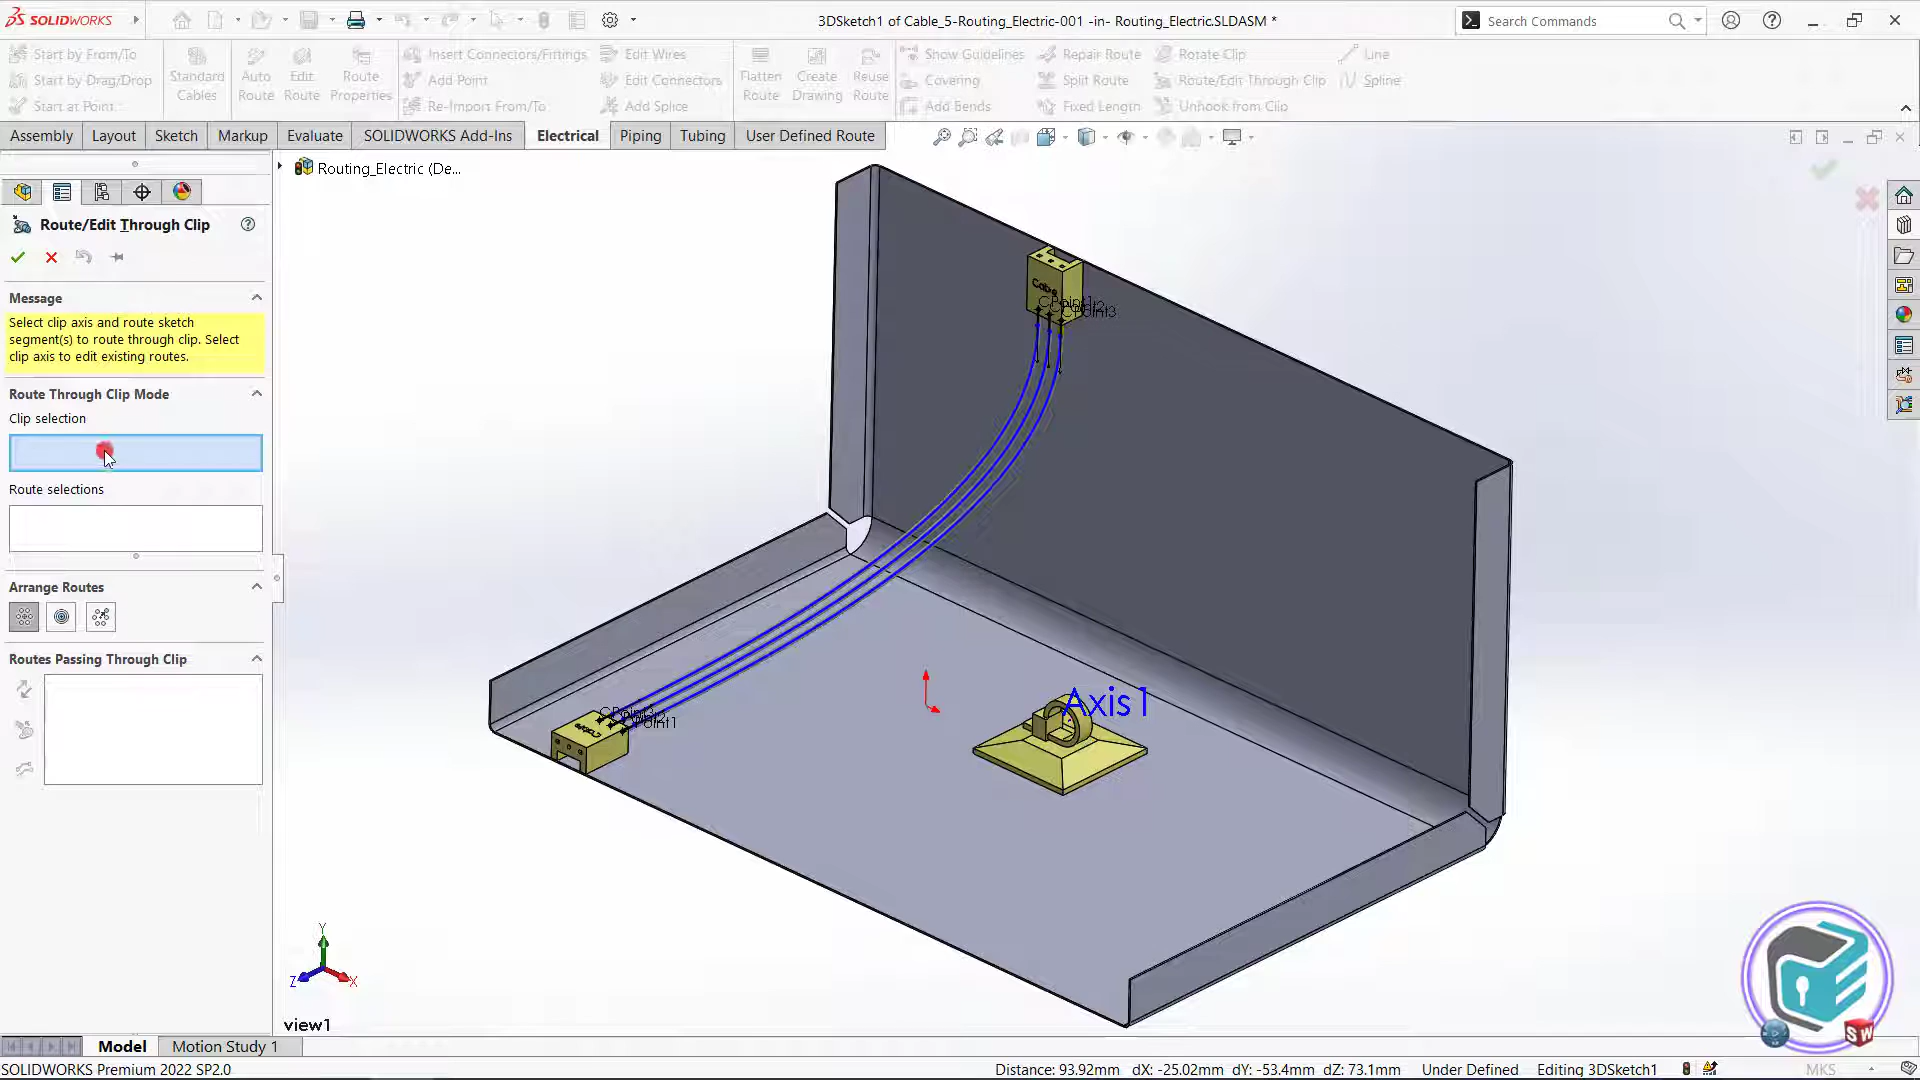 SOLIDWORKS
3DSketch1 of Cable_5-Routing_Electric-001 -in- Routing_Electric.SLDASM *
Search Commands
Start by From/To
Start by Drag/Drop
Start at Point...
Standard Cables
Auto Route
Edit Route
Route Properties
Insert Connectors/Fittings
Add Point
Re-Import From/To
Edit Wires
Edit Connectors
Add Splice
Flatten Route
Create Drawing
Reuse Route
Show Guidelines
Covering
Add Bends
Repair Route
Split Route
Fixed Length
Rotate Clip
Route/Edit Through Clip
Unhook from Clip
Line
Spline
Assembly
Layout
Sketch
Markup
Evaluate
SOLIDWORKS Add-Ins
Electrical
Piping
Tubing
User Defined Route
Routing_Electric (De...
Route/Edit Through Clip
Message
Select clip axis and route sketch
segment(s) to route through clip. Select
clip axis to edit existing routes.
Route Through Clip Mode
Clip selection
Route selections
Arrange Routes
Routes Passing Through Clip
CPoint3
CPoint1
Axis1
Y
Z
X
view1
SW
Model
Motion Study 1
SOLIDWORKS Premium 2022 SP2.0
Distance: 93.92mm dX: -25.02mm dY: -53.4mm dZ: 73.1mm
Under Defined
Editing 3DSketch1
MKS